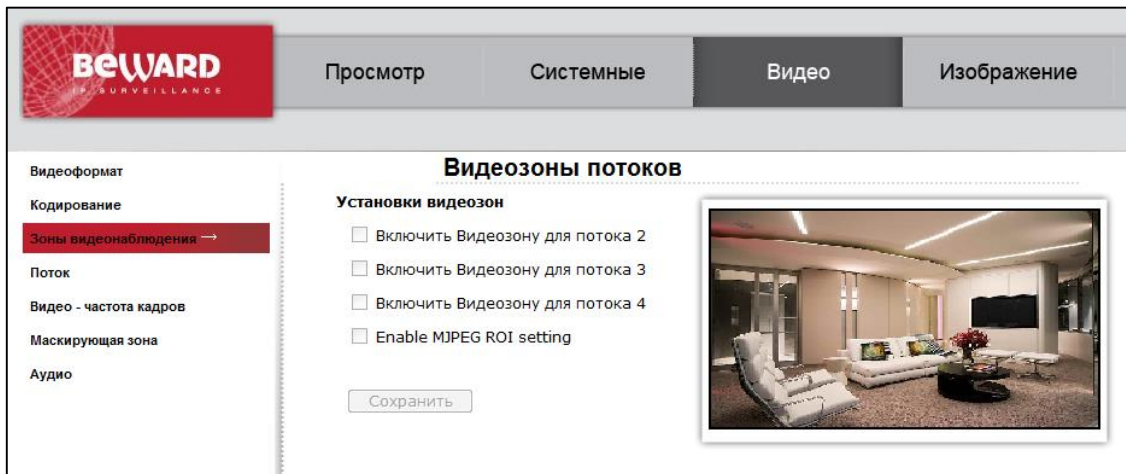 BEWARD
IP SURVEILLANCE
Просмотр
Системные
Видео
Изображение
Видеоформат
Кодирование
Зоны видеонаблюдения →
Поток
Видео - частота кадров
Маскирующая зона
Аудио
Видеозоны потоков
Установки видеозон
Включить Видеозону для потока 2
Включить Видеозону для потока 3
Включить Видеозону для потока 4
Enable MJPEG ROI setting
Сохранить